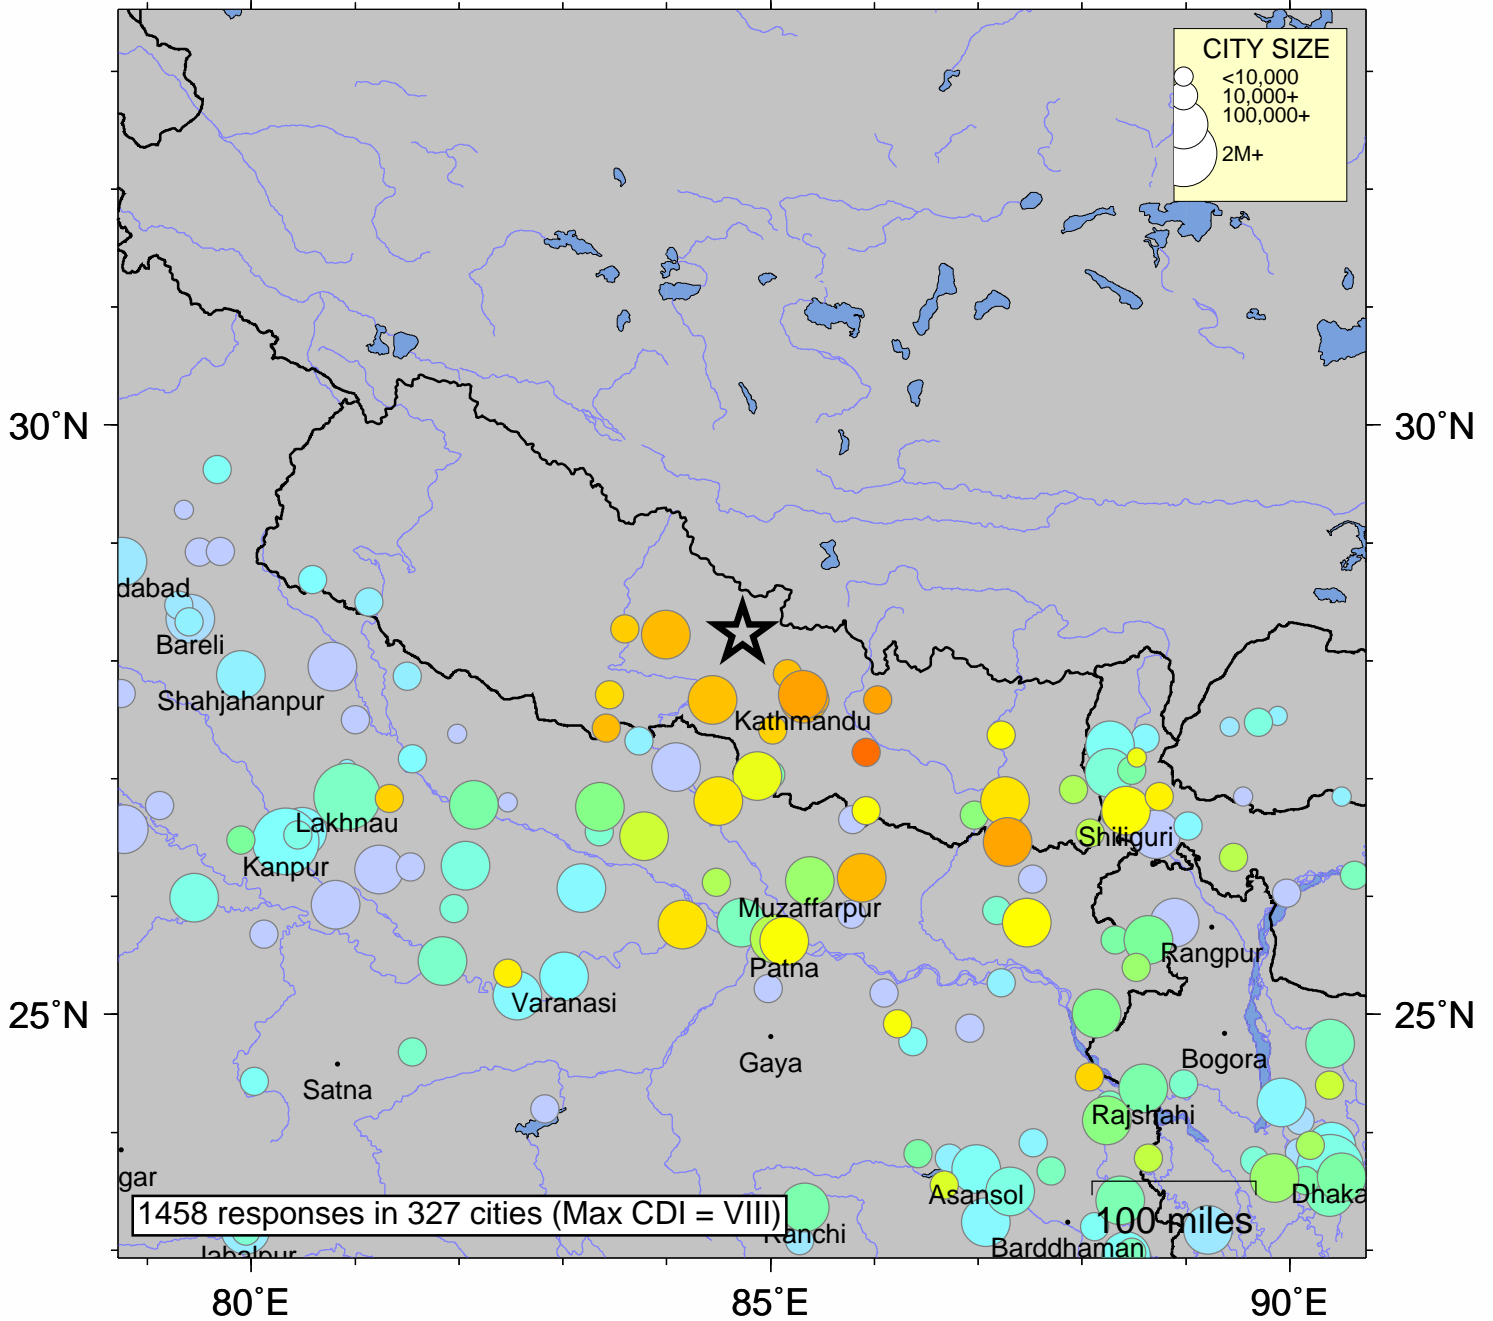 CITY SIZE
<10,000
10,000+
100,000+
2M+
30°N
30°N
dabad
Bareli
Shahjahanpur
Kathmandu
Lakhnau
Kanpur
Shiliguri
Muzaffarpur
Rangpur
Patna
Varanasi
25°N
25°N
Gaya
Bogora
Satna
Rajshahi
gar
Asansol
Dhaka
1458 responses in 327 cities (Max CDI = VIII)
100 miles
Ranchi
Barddhaman
Jabalpur
80°E
85°E
90°E